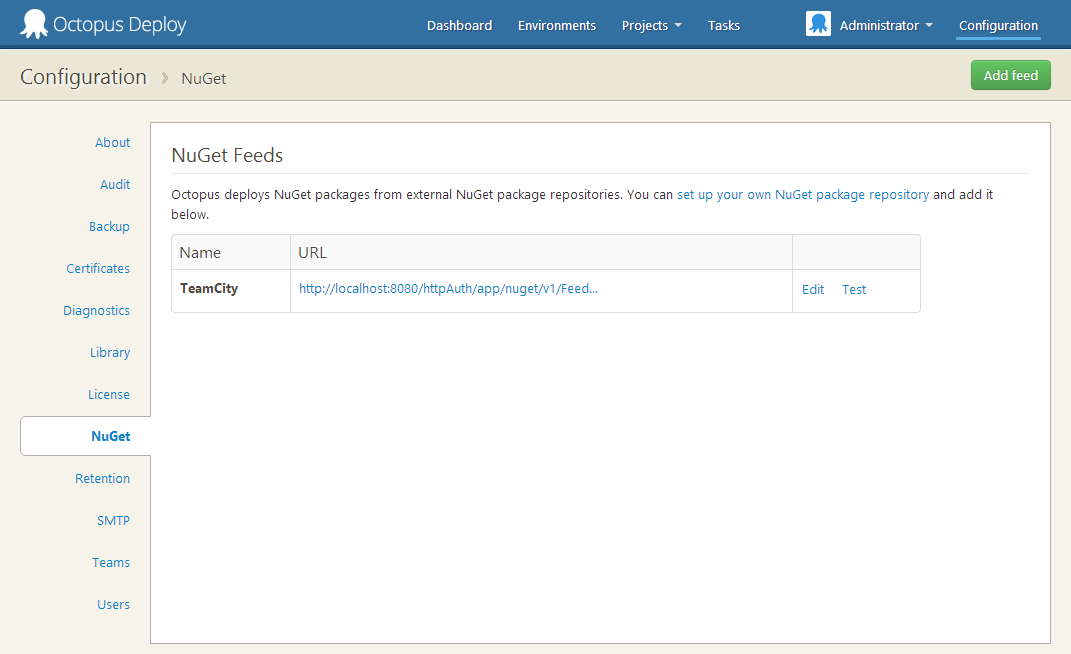 Octopus Deploy
Dashboard Environments Projects Tasks Administrator Configuration
Configuration NuGet Add feed
About
Audit
Backup
Certificates
Diagnostics
Library
License
NuGet
Retention
SMTP
Teams
Users
NuGet Feeds
Octopus deploys NuGet packages from external NuGet package repositories. You can set up your own NuGet package repository and add it
below.
Name URL
TeamCity http://localhost:8080/httpAuth/app/nuget/v1/Feed... Edit Test